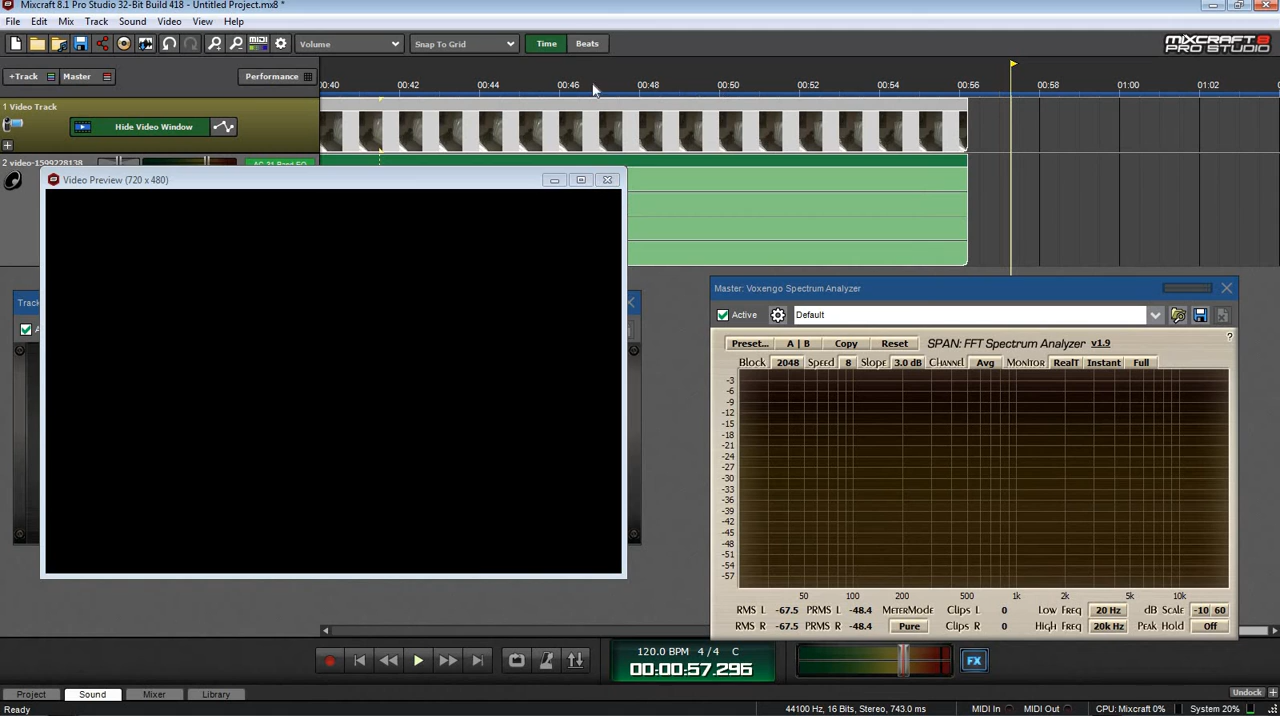 Mixcraft 8.1 Pro Studio 32-Bit Build 418 - Untitled Project.mx8 *
File Edit Mix Track Sound Video View Help
Volume Snap To Grid Time Beats MIXCRAFT 8 PRO STUDIO
+Track Master Performance
00:40 00:42 00:44 00:46 00:48 00:50 00:52 00:54 00:56 00:58 01:00 01:02
1 Video Track
Hide Video Window
2 video-1599228138 AC 31 Band EQ
Video Preview (720 x 480)
Master: Voxengo Spectrum Analyzer
Track
Active Default
Preset... A | B Copy Reset SPAN: FFT Spectrum Analyzer v1.9 ?
Block 2048 Speed 8 Slope 3.0 dB Channel Avg Monitor RealT Instant Full
-3
-6
-9
-12
-15
-18
-21
-24
-27
-30
-33
-36
-39
-42
-45
-48
-51
-54
-57
50 100 200 500 1k 2k 5k 10k
RMS L -67.5 PRMS L -48.4 MeterMode Clips L 0 Low Freq 20 Hz dB Scale -10 60
RMS R -67.5 PRMS R -48.4 Pure Clips R 0 High Freq 20k Hz Peak Hold Off
120.0 BPM 4 / 4 C
00:00:57.296
FX
Project Sound Mixer Library Undock
Ready 44100 Hz, 16 Bits, Stereo, 743.0 ms. MIDI In MIDI Out CPU: Mixcraft 0% System 20%